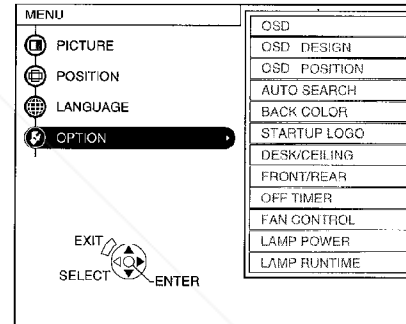 MENU
PICTURE
POSITION
LANGUAGE
OPTION
EXIT
SELECT
ENTER
OSD
OSD DESIGN
OSD POSITION
AUTO SEARCH
BACK COLOR
STARTUP LOGO
DESK/CEILING
FRONT/REAR
OFF TIMER
FAN CONTROL
LAMP POWER
LAMP RUNTIME